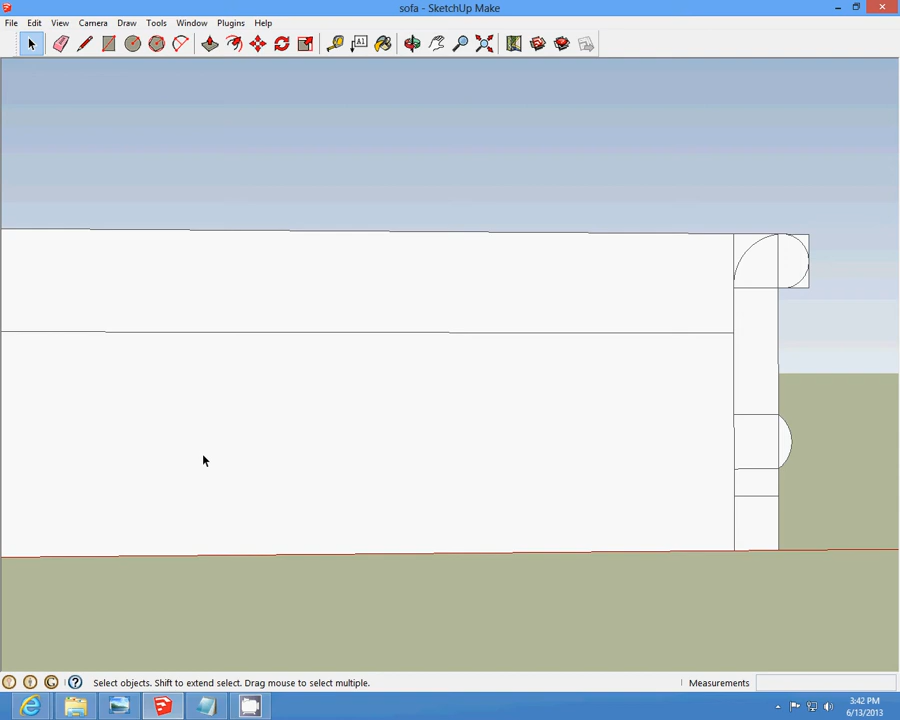 sofa - SketchUp Make
File Edit View Camera Draw Tools Window Plugins Help
A1
Select objects. Shift to extend select. Drag mouse to select multiple. Measurements
3:42 PM
6/13/2013